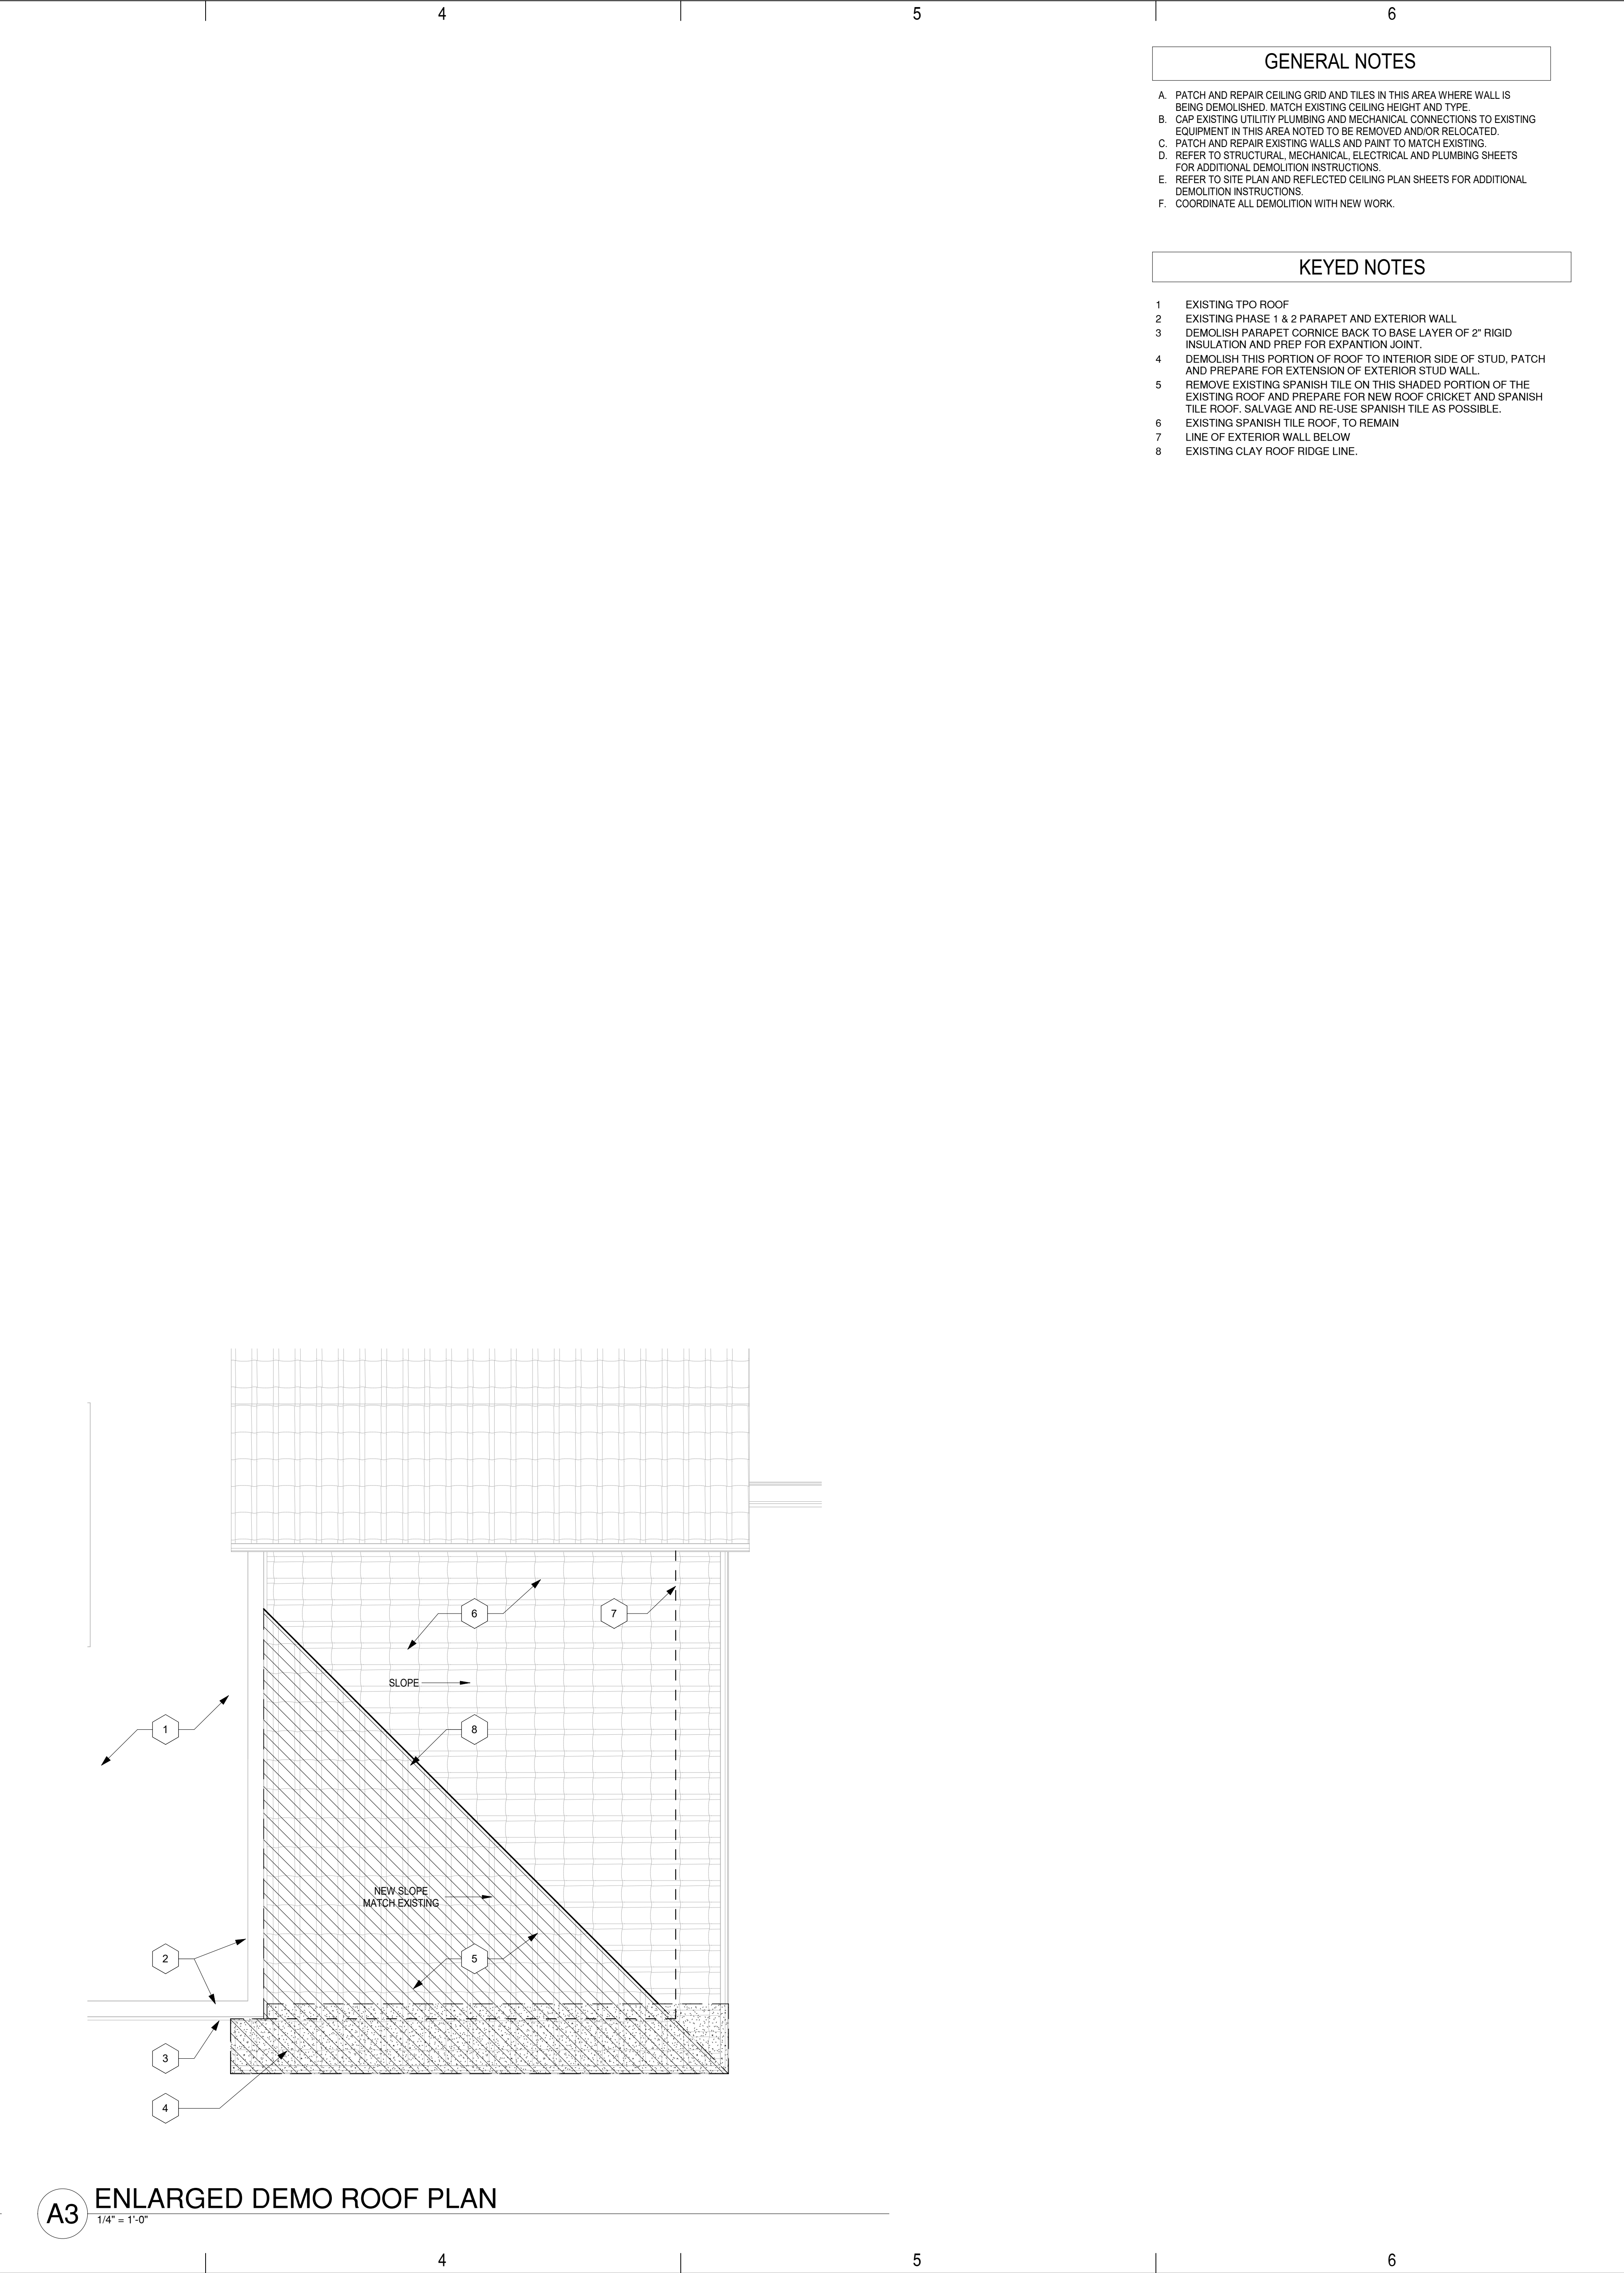 4
5
6
GENERAL NOTES
A. PATCH AND REPAIR CEILING GRID AND TILES IN THIS AREA WHERE WALL IS
BEING DEMOLISHED. MATCH EXISTING CEILING HEIGHT AND TYPE.
B. CAP EXISTING UTILITIY PLUMBING AND MECHANICAL CONNECTIONS TO EXISTING
EQUIPMENT IN THIS AREA NOTED TO BE REMOVED AND/OR RELOCATED.
C. PATCH AND REPAIR EXISTING WALLS AND PAINT TO MATCH EXISTING.
D. REFER TO STRUCTURAL, MECHANICAL, ELECTRICAL AND PLUMBING SHEETS
FOR ADDITIONAL DEMOLITION INSTRUCTIONS.
E. REFER TO SITE PLAN AND REFLECTED CEILING PLAN SHEETS FOR ADDITIONAL
DEMOLITION INSTRUCTIONS.
F. COORDINATE ALL DEMOLITION WITH NEW WORK.
KEYED NOTES
1 EXISTING TPO ROOF
2 EXISTING PHASE 1 & 2 PARAPET AND EXTERIOR WALL
3 DEMOLISH PARAPET CORNICE BACK TO BASE LAYER OF 2" RIGID
INSULATION AND PREP FOR EXPANTION JOINT.
4 DEMOLISH THIS PORTION OF ROOF TO INTERIOR SIDE OF STUD, PATCH
AND PREPARE FOR EXTENSION OF EXTERIOR STUD WALL.
5 REMOVE EXISTING SPANISH TILE ON THIS SHADED PORTION OF THE
EXISTING ROOF AND PREPARE FOR NEW ROOF CRICKET AND SPANISH
TILE ROOF. SALVAGE AND RE-USE SPANISH TILE AS POSSIBLE.
6 EXISTING SPANISH TILE ROOF, TO REMAIN
7 LINE OF EXTERIOR WALL BELOW
8 EXISTING CLAY ROOF RIDGE LINE.
6
7
SLOPE
1
8
NEW SLOPE
MATCH EXISTING
2
5
3
4
A3
ENLARGED DEMO ROOF PLAN
1/4" = 1'-0"
4
5
6